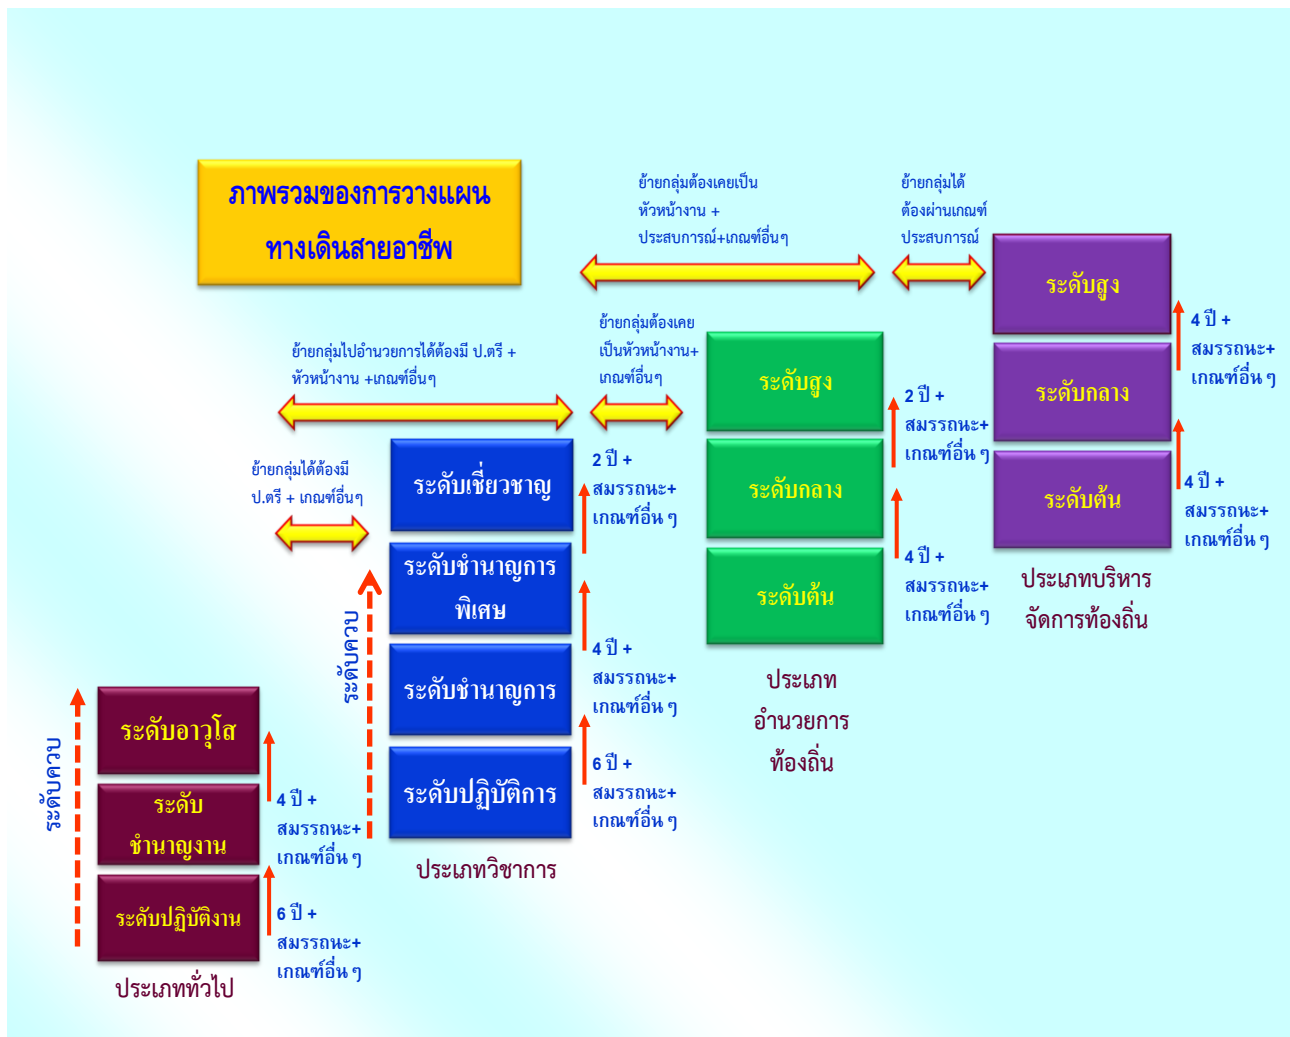 ภาพรวมของการวางแผน
ทางเดินสายอาชีพ
ย้ายกลุ่มต้องเคยเป็น
หัวหน้างาน +
ประสบการณ์+เกณฑ์อื่นๆ
ย้ายกลุ่มได้
ต้องผ่านเกณฑ์
ประสบการณ์
ระดับสูง
4 ปี +
สมรรถนะ+
เกณฑ์อื่น ๆ
ระดับกลาง
4 ปี +
สมรรถนะ+
เกณฑ์อื่น ๆ
ระดับต้น
ประเภทบริหาร
จัดการท้องถิ่น
ย้ายกลุ่มต้องเคย
เป็นหัวหน้างาน+
เกณฑ์อื่นๆ
ระดับสูง
2 ปี +
สมรรถนะ+
เกณฑ์อื่น ๆ
ระดับกลาง
4 ปี +
สมรรถนะ+
เกณฑ์อื่น ๆ
ระดับต้น
ประเภท
อำนวยการ
ท้องถิ่น
ย้ายกลุ่มไปอำนวยการได้ต้องมี ป.ตรี +
หัวหน้างาน +เกณฑ์อื่นๆ
ย้ายกลุ่มได้ต้องมี
ป.ตรี + เกณฑ์อื่นๆ
ระดับเชี่ยวชาญ
2 ปี +
สมรรถนะ+
เกณฑ์อื่น ๆ
ระดับชำนาญการ
พิเศษ
4 ปี +
สมรรถนะ+
เกณฑ์อื่น ๆ
ระดับชำนาญการ
6 ปี +
สมรรถนะ+
เกณฑ์อื่น ๆ
ระดับปฏิบัติการ
ระดับควบ
ประเภทวิชาการ
ระดับควบ
ระดับอาวุโส
4 ปี +
สมรรถนะ+
เกณฑ์อื่น ๆ
ระดับ
ชำนาญงาน
6 ปี +
สมรรถนะ+
เกณฑ์อื่น ๆ
ระดับปฏิบัติงาน
ประเภททั่วไป